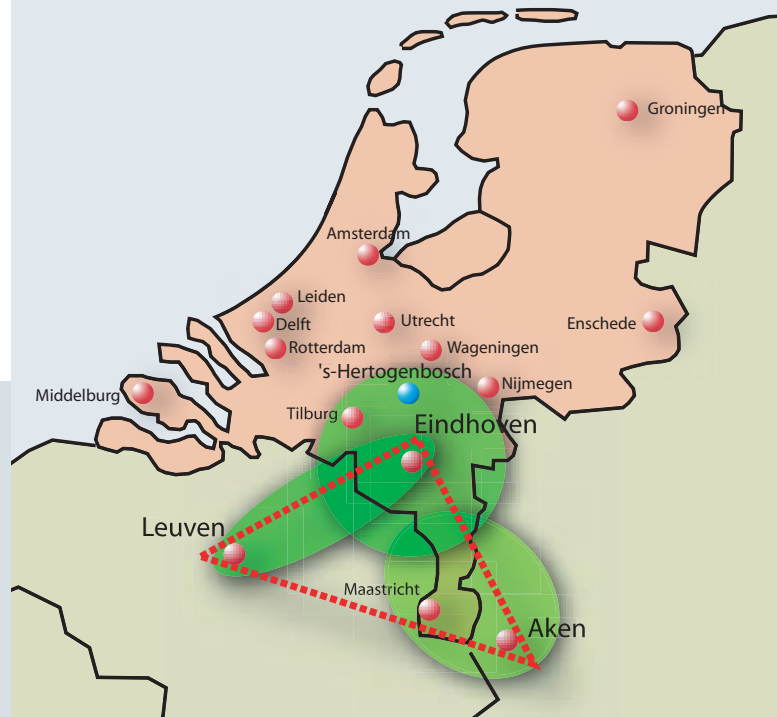 Groningen
Amsterdam
Leiden
Delft
Utrecht
Enschede
Rotterdam
Wageningen
's-Hertogenbosch
Nijmegen
Middelburg
Tilburg
Eindhoven
Leuven
Maastricht
Aken